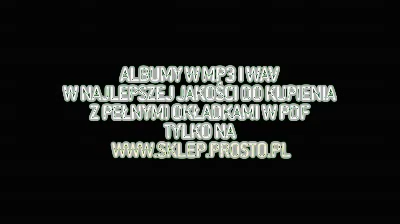 ALBUMY W MP3 I WAV
W NAJLEPSZEJ JAKOŚCI DO KUPIENIA
Z PEŁNYMI OKŁADKAMI W PDF
TYLKO NA
WWW.SKLEP.PROSTO.PL